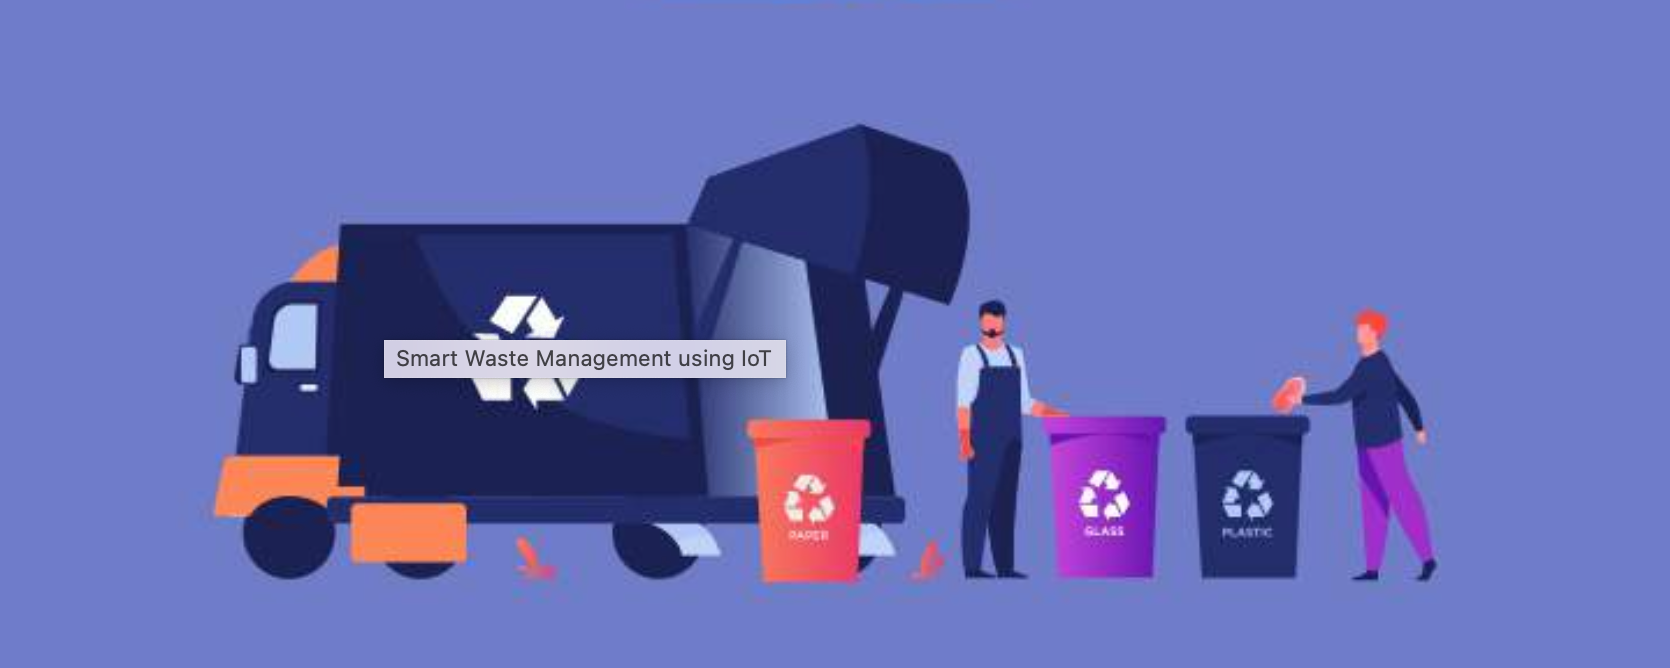 Smart Waste Management using IoT
PAPER
GLASS
PLASTIC